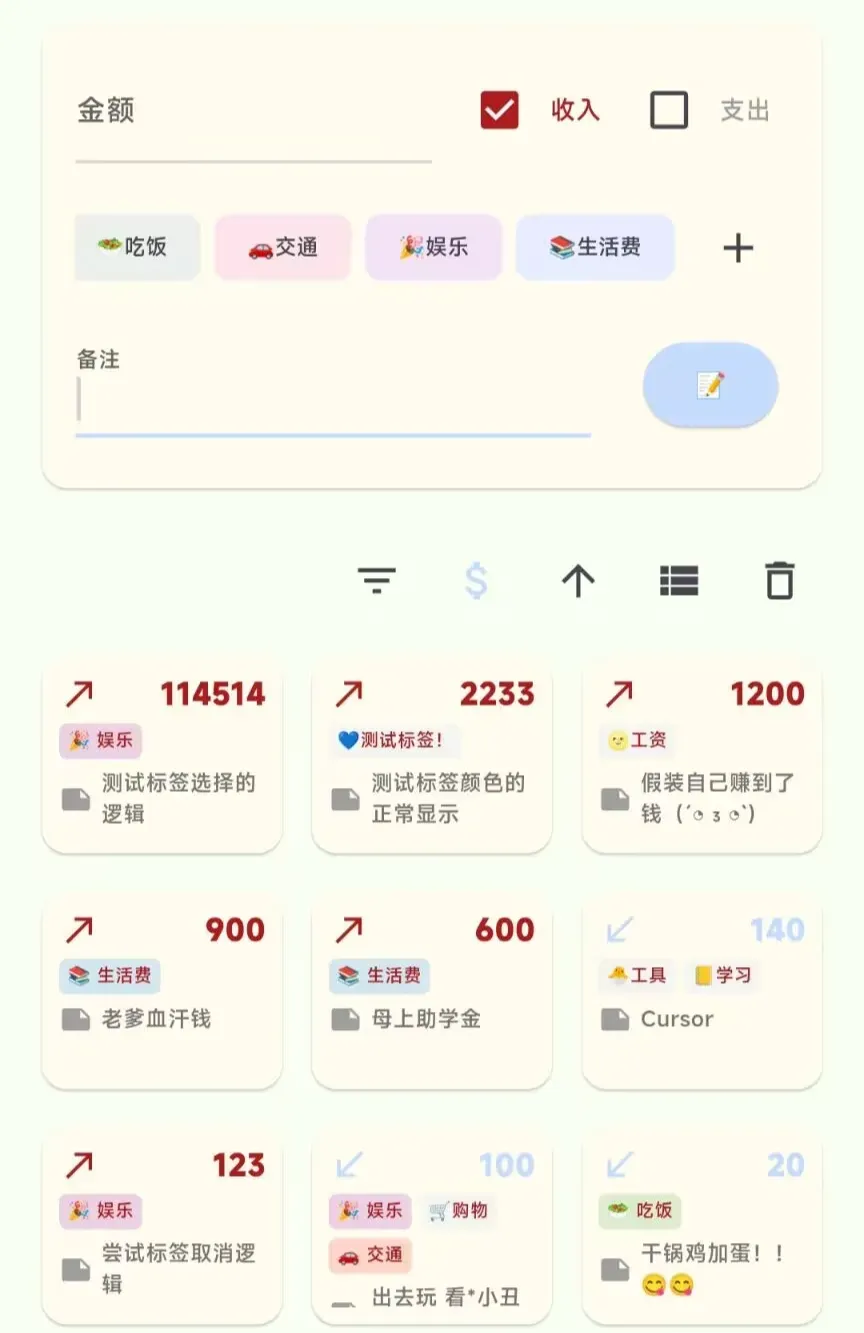 金额
收入
支出
🥗吃饭
🚗交通
🎉娱乐
📚生活费
备注
114514
🎉 娱乐
测试标签选择的
逻辑
2233
💙测试标签！
测试标签颜色的
正常显示
1200
🌝工资
假装自己赚到了
钱（´◔ ₃ ◔`）
900
📚 生活费
老爹血汗钱
600
📚 生活费
母上助学金
140
🐣工具
📒学习
Cursor
123
🎉 娱乐
尝试标签取消逻
辑
100
🎉 娱乐
🛒购物
🚗 交通
出去玩 看*小丑
20
🥗 吃饭
干锅鸡加蛋！！
😋😋